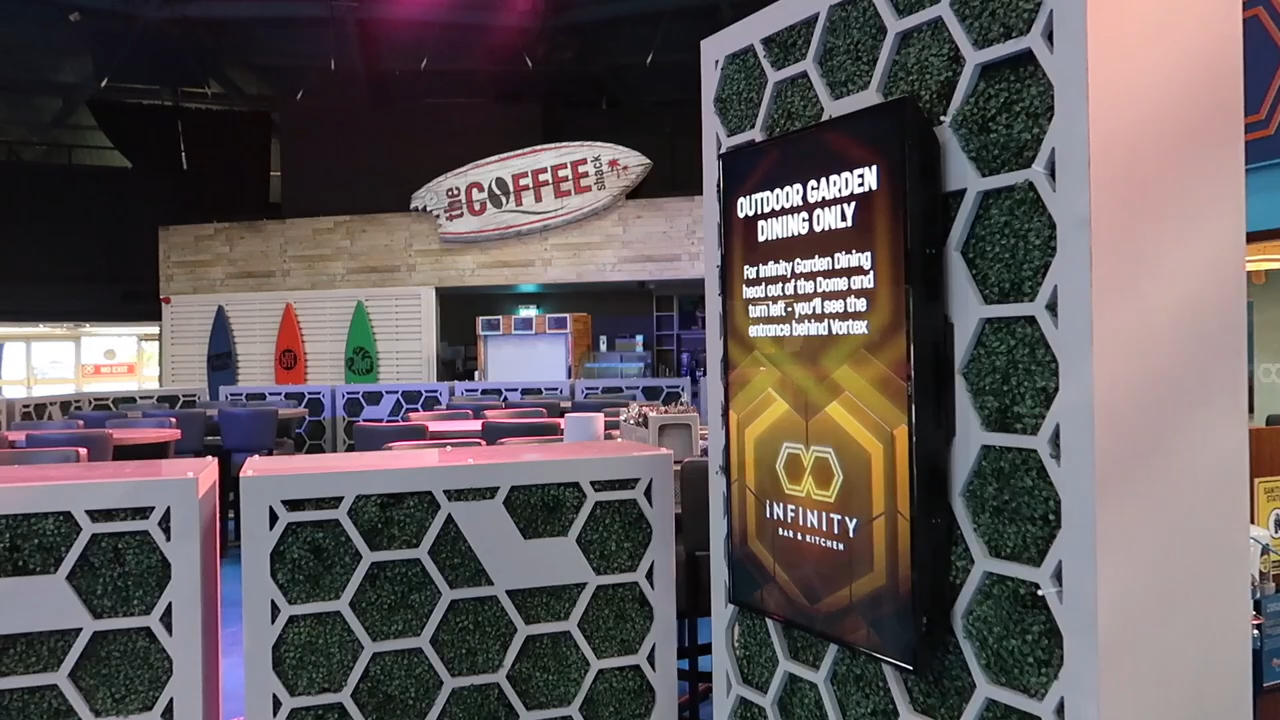 the COFFEE shack
OUTDOOR GARDEN
DINING ONLY
For Infinity Garden Dining
head out of the Dome and
turn left - you'll see the
entrance behind Vortex
INFINITY
BAR & KITCHEN
NO EXIT